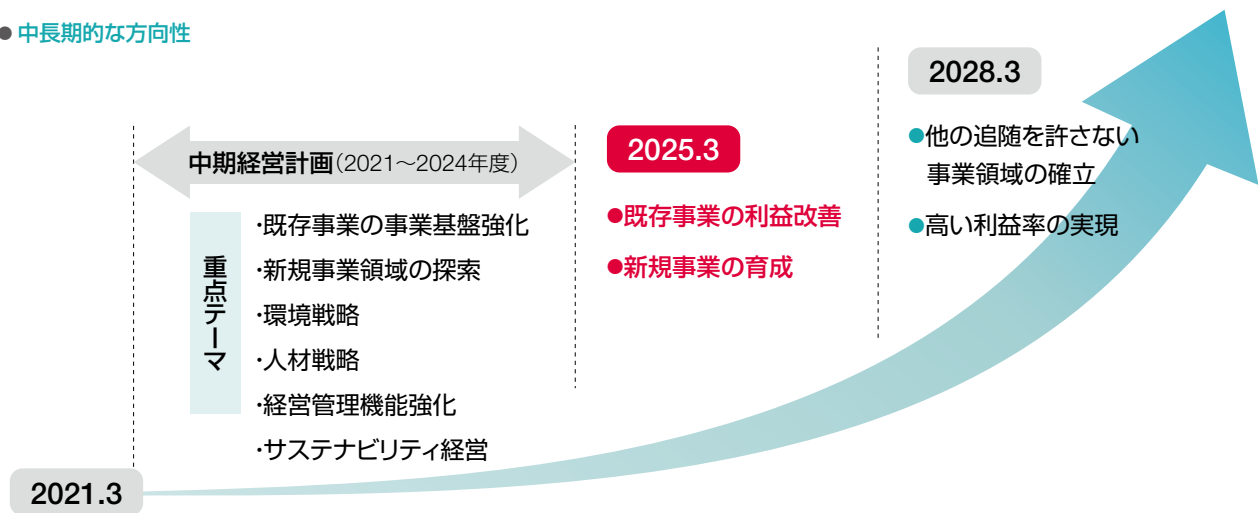 ● 中長期的な方向性
中期経営計画(2021〜2024年度)
重点テーマ
・既存事業の事業基盤強化
・新規事業領域の探索
・環境戦略
・人材戦略
・経営管理機能強化
・サステナビリティ経営
2021.3
2025.3
●既存事業の利益改善
●新規事業の育成
2028.3
●他の追随を許さない
事業領域の確立
●高い利益率の実現